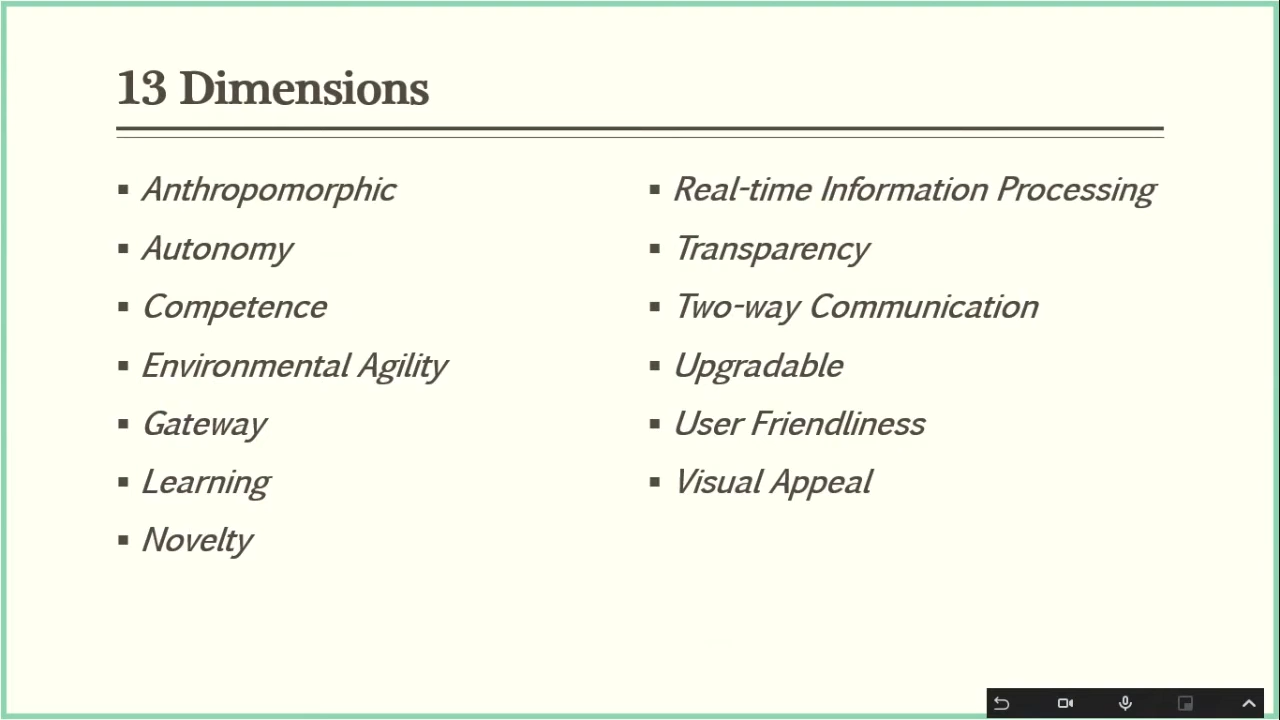 13 Dimensions
Anthropomorphic
Autonomy
Competence
Environmental Agility
Gateway
Learning
Novelty
Real-time Information Processing
Transparency
Two-way Communication
Upgradable
User Friendliness
Visual Appeal